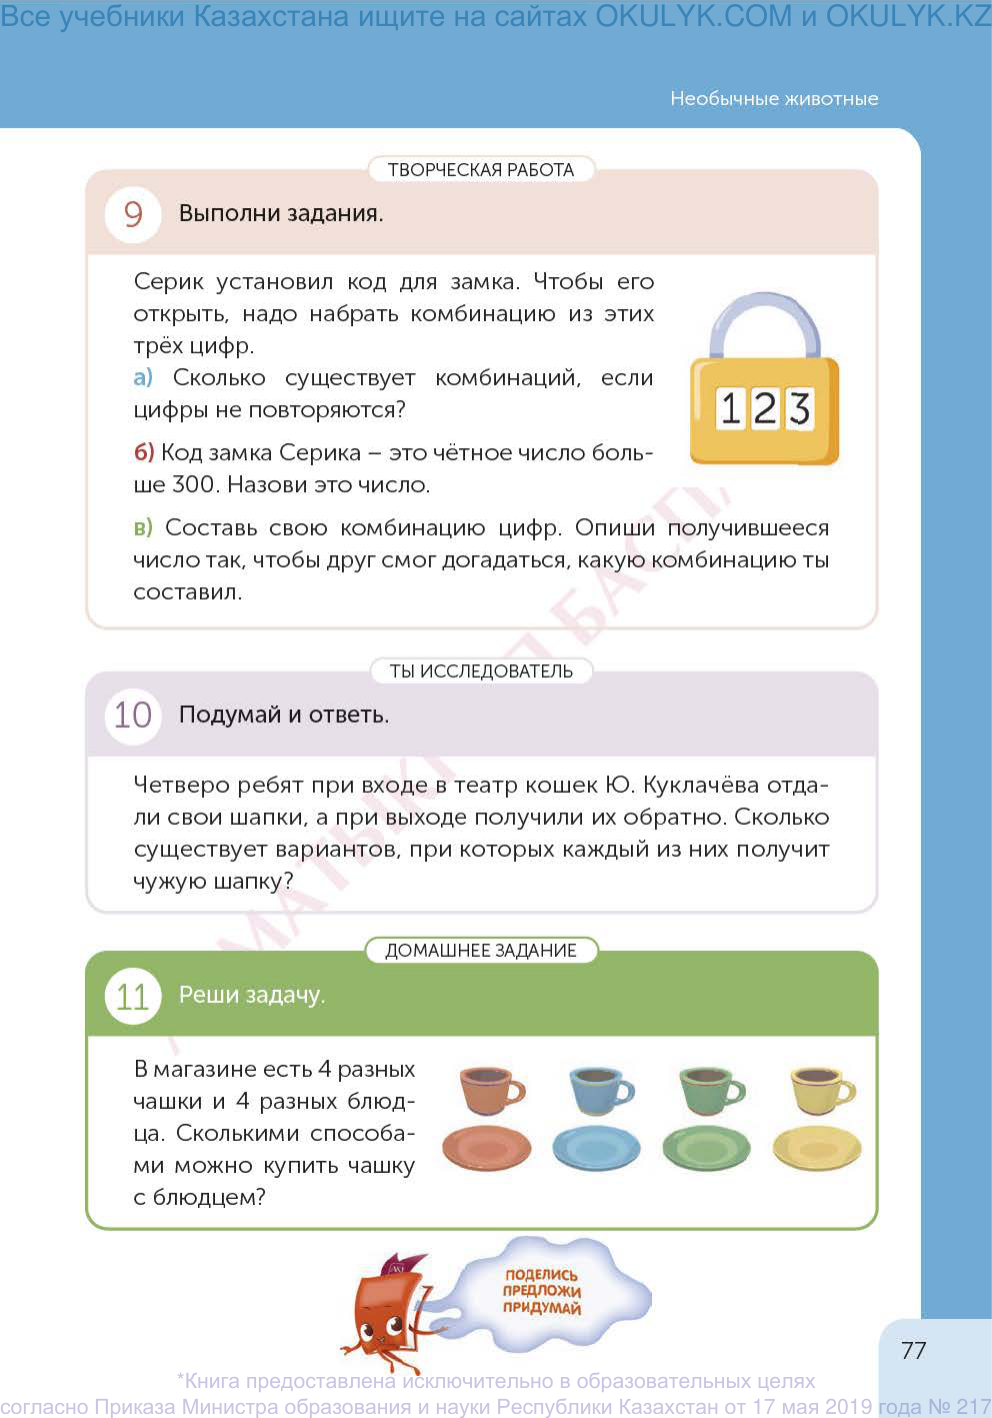 Все учебники Казахстана ищите на сайтах OKULYK.COM и OKULYK.KZ
Необычные животные
ТВОРЧЕСКАЯ РАБОТА
9 Выполни задания.
Серик установил код для замка. Чтобы его
открыть, надо набрать комбинацию из этих
трёх цифр.
а) Сколько существует комбинаций, если
цифры не повторяются?
б) Код замка Серика – это чётное число боль-
ше 300. Назови это число.
в) Составь свою комбинацию цифр. Опиши получившееся
число так, чтобы друг смог догадаться, какую комбинацию ты
составил.
1 2 3
ТЫ ИССЛЕДОВАТЕЛЬ
10 Подумай и ответь.
Четверо ребят при входе в театр кошек Ю. Куклачёва отда-
ли свои шапки, а при выходе получили их обратно. Сколько
существует вариантов, при которых каждый из них получит
чужую шапку?
ДОМАШНЕЕ ЗАДАНИЕ
11 Реши задачу.
В магазине есть 4 разных
чашки и 4 разных блюд-
ца. Сколькими способа-
ми можно купить чашку
с блюдцем?
ПОДЕЛИСЬ
ПРЕДЛОЖИ
ПРИДУМАЙ
77
*Книга предоставлена исключительно в образовательных целях
согласно Приказа Министра образования и науки Республики Казахстан от 17 мая 2019 года № 217